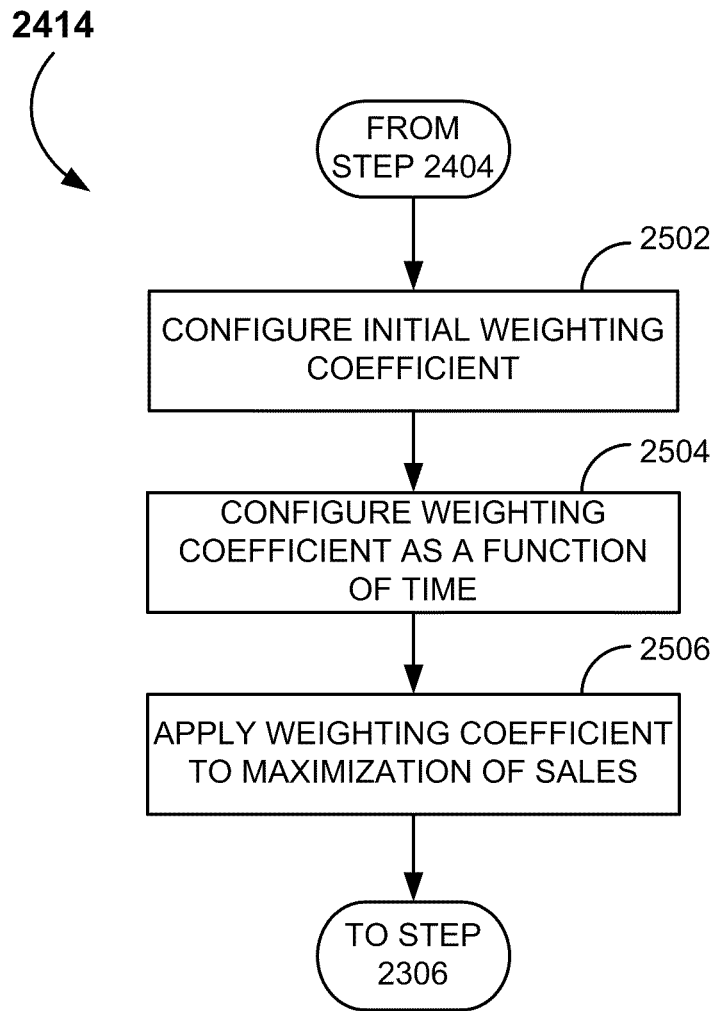 2414
FROM
STEP 2404
2502
CONFIGURE INITIAL WEIGHTING
COEFFICIENT
2504
CONFIGURE WEIGHTING
COEFFICIENT AS A FUNCTION
OF TIME
2506
APPLY WEIGHTING COEFFICIENT
TO MAXIMIZATION OF SALES
TO STEP
2306